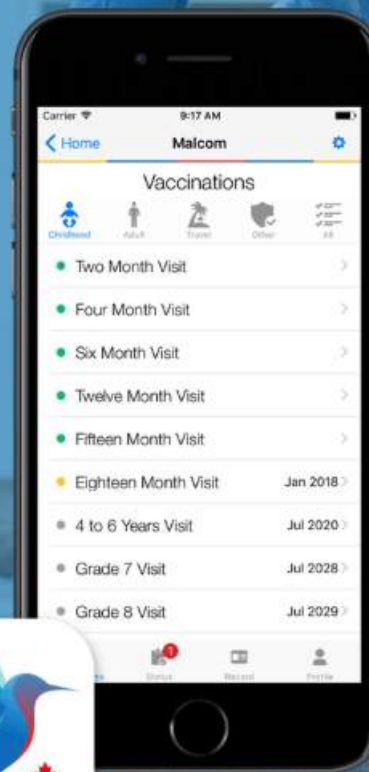 Carrier 9:17 AM
Home Malcom
Vaccinations
Childhood Adult Travel Other All
Two Month Visit
Four Month Visit
Six Month Visit
Twelve Month Visit
Fifteen Month Visit
Eighteen Month Visit Jan 2018
4 to 6 Years Visit Jul 2020
Grade 7 Visit Jul 2028
Grade 8 Visit Jul 2029
1
Status Record Profile